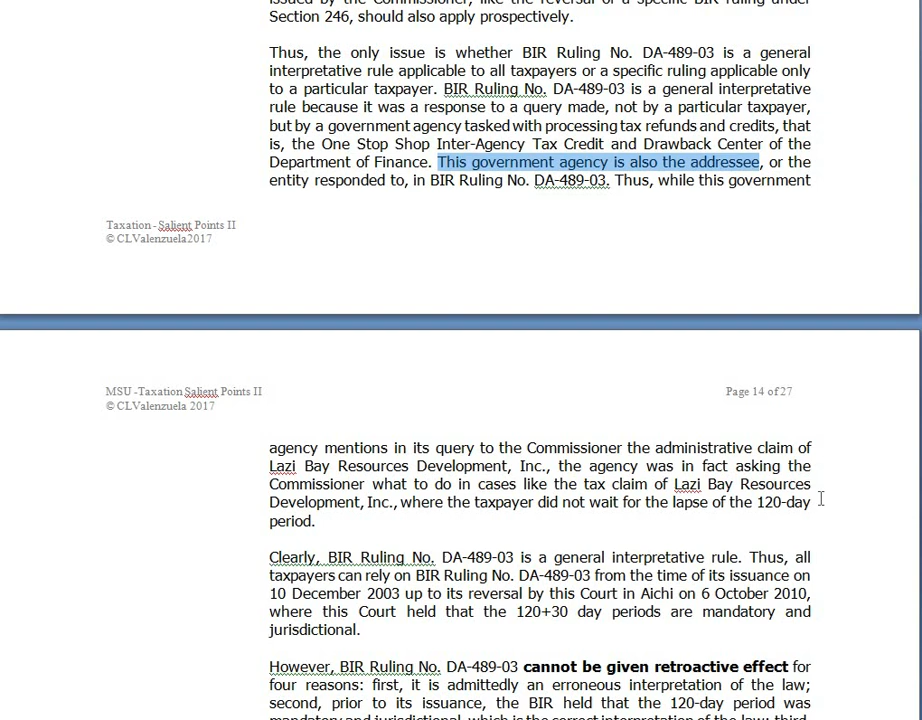 issued by the Commissioner, like the reversal of a specific BIR ruling under
Section 246, should also apply prospectively.
Thus, the only issue is whether BIR Ruling No. DA-489-03 is a general
interpretative rule applicable to all taxpayers or a specific ruling applicable only
to a particular taxpayer. BIR Ruling No. DA-489-03 is a general interpretative
rule because it was a response to a query made, not by a particular taxpayer,
but by a government agency tasked with processing tax refunds and credits, that
is, the One Stop Shop Inter-Agency Tax Credit and Drawback Center of the
Department of Finance. This government agency is also the addressee, or the
entity responded to, in BIR Ruling No. DA-489-03. Thus, while this government
Taxation - Salient Points II
© CLValenzuela2017
MSU -Taxation Salient Points II Page 14 of 27
© CLValenzuela 2017
agency mentions in its query to the Commissioner the administrative claim of
Lazi Bay Resources Development, Inc., the agency was in fact asking the
Commissioner what to do in cases like the tax claim of Lazi Bay Resources
Development, Inc., where the taxpayer did not wait for the lapse of the 120-day
period.
Clearly, BIR Ruling No. DA-489-03 is a general interpretative rule. Thus, all
taxpayers can rely on BIR Ruling No. DA-489-03 from the time of its issuance on
10 December 2003 up to its reversal by this Court in Aichi on 6 October 2010,
where this Court held that the 120+30 day periods are mandatory and
jurisdictional.
However, BIR Ruling No. DA-489-03 cannot be given retroactive effect for
four reasons: first, it is admittedly an erroneous interpretation of the law;
second, prior to its issuance, the BIR held that the 120-day period was
mandatory and jurisdictional, which is the correct interpretation of the law; third,